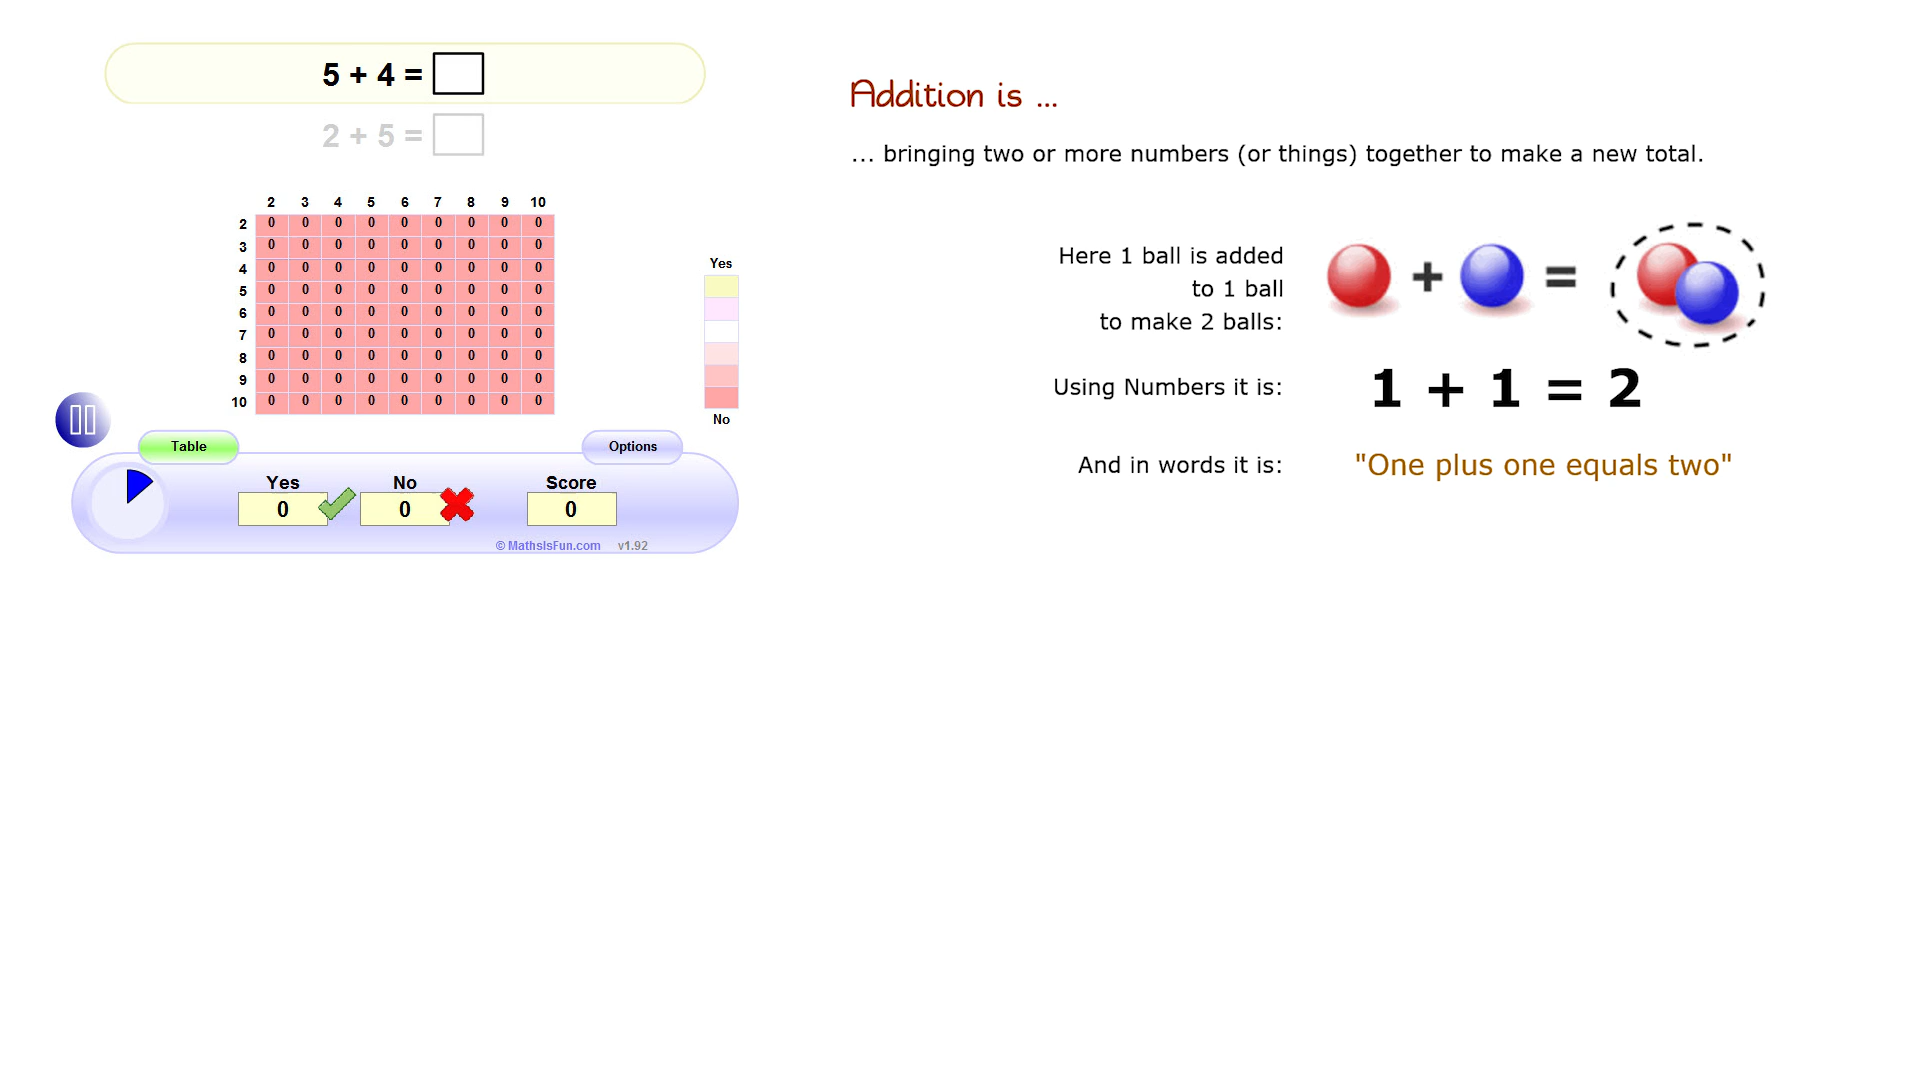 5 + 4 =
2 + 5 =
2 3 4 5 6 7 8 9 10
2 0 0 0 0 0 0 0 0 0
3 0 0 0 0 0 0 0 0 0
4 0 0 0 0 0 0 0 0 0
5 0 0 0 0 0 0 0 0 0
6 0 0 0 0 0 0 0 0 0
7 0 0 0 0 0 0 0 0 0
8 0 0 0 0 0 0 0 0 0
9 0 0 0 0 0 0 0 0 0
10 0 0 0 0 0 0 0 0 0
Yes
No
Table
Options
Yes No Score
0 0 0
© MathsIsFun.com v1.92
Addition is ...
... bringing two or more numbers (or things) together to make a new total.
Here 1 ball is added
to 1 ball
to make 2 balls:
+ =
Using Numbers it is: 1 + 1 = 2
And in words it is: "One plus one equals two"